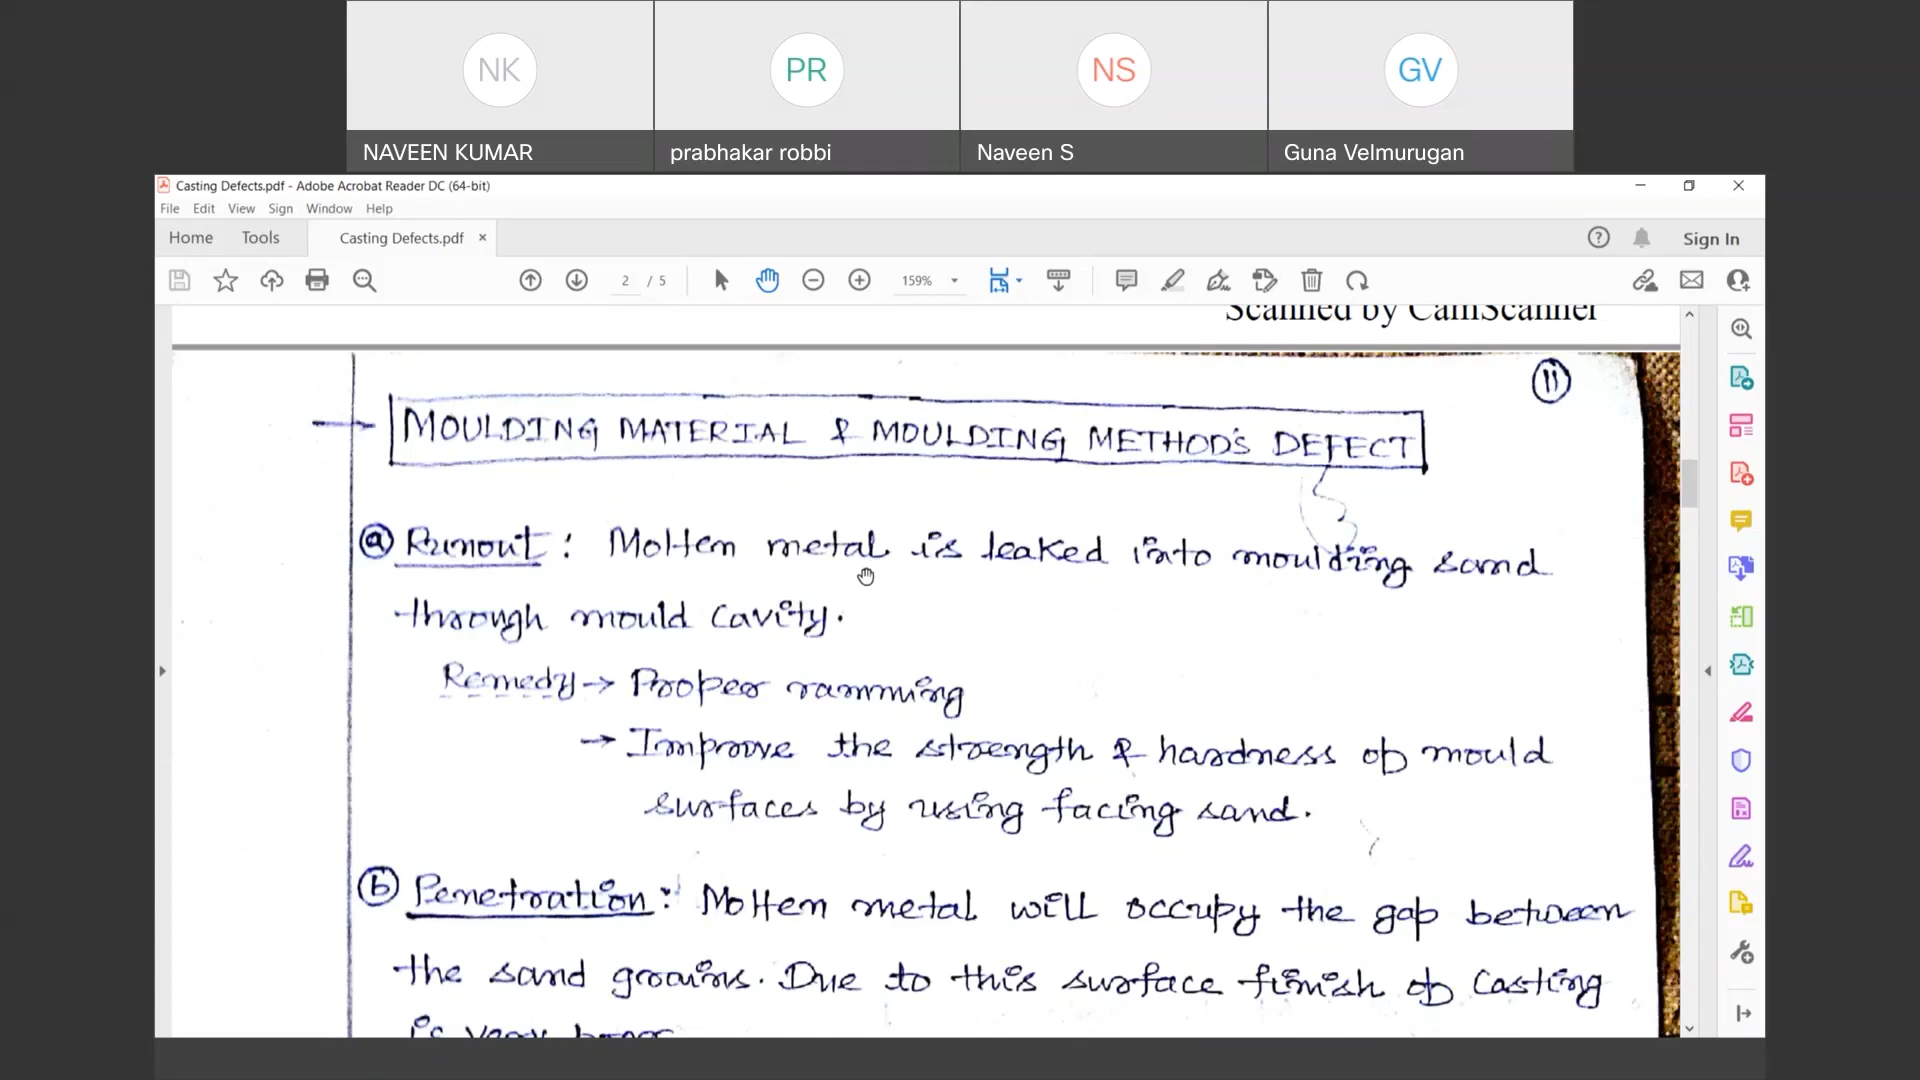 NK
PR
NS
GV
NAVEEN KUMAR
prabhakar robbi
Naveen S
Guna Velmurugan
Casting Defects.pdf - Adobe Acrobat Reader DC (64-bit)
File Edit View Sign Window Help
Home Tools Casting Defects.pdf × Sign In
2 / 5 159%
Scanned by CamScanner
11
MOULDING MATERIAL & MOULDING METHOD'S DEFECT
(a) Runout : Molten metal is leaked into moulding sand
through mould cavity.
Remedy → Proper ramming
→ Improve the strength & hardness of mould
surfaces by using facing sand.
(b) Penetration : Molten metal will occupy the gap between
the sand grains. Due to this surface finish of casting
is very